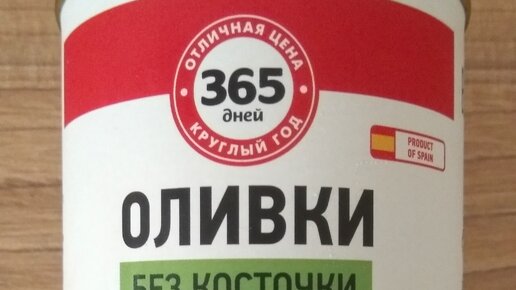 ОТЛИЧНАЯ ЦЕНА
365
дней
КРУГЛЫЙ ГОД
PRODUCT
OF SPAIN
ОЛИВКИ
БЕЗ КОСТОЧКИ